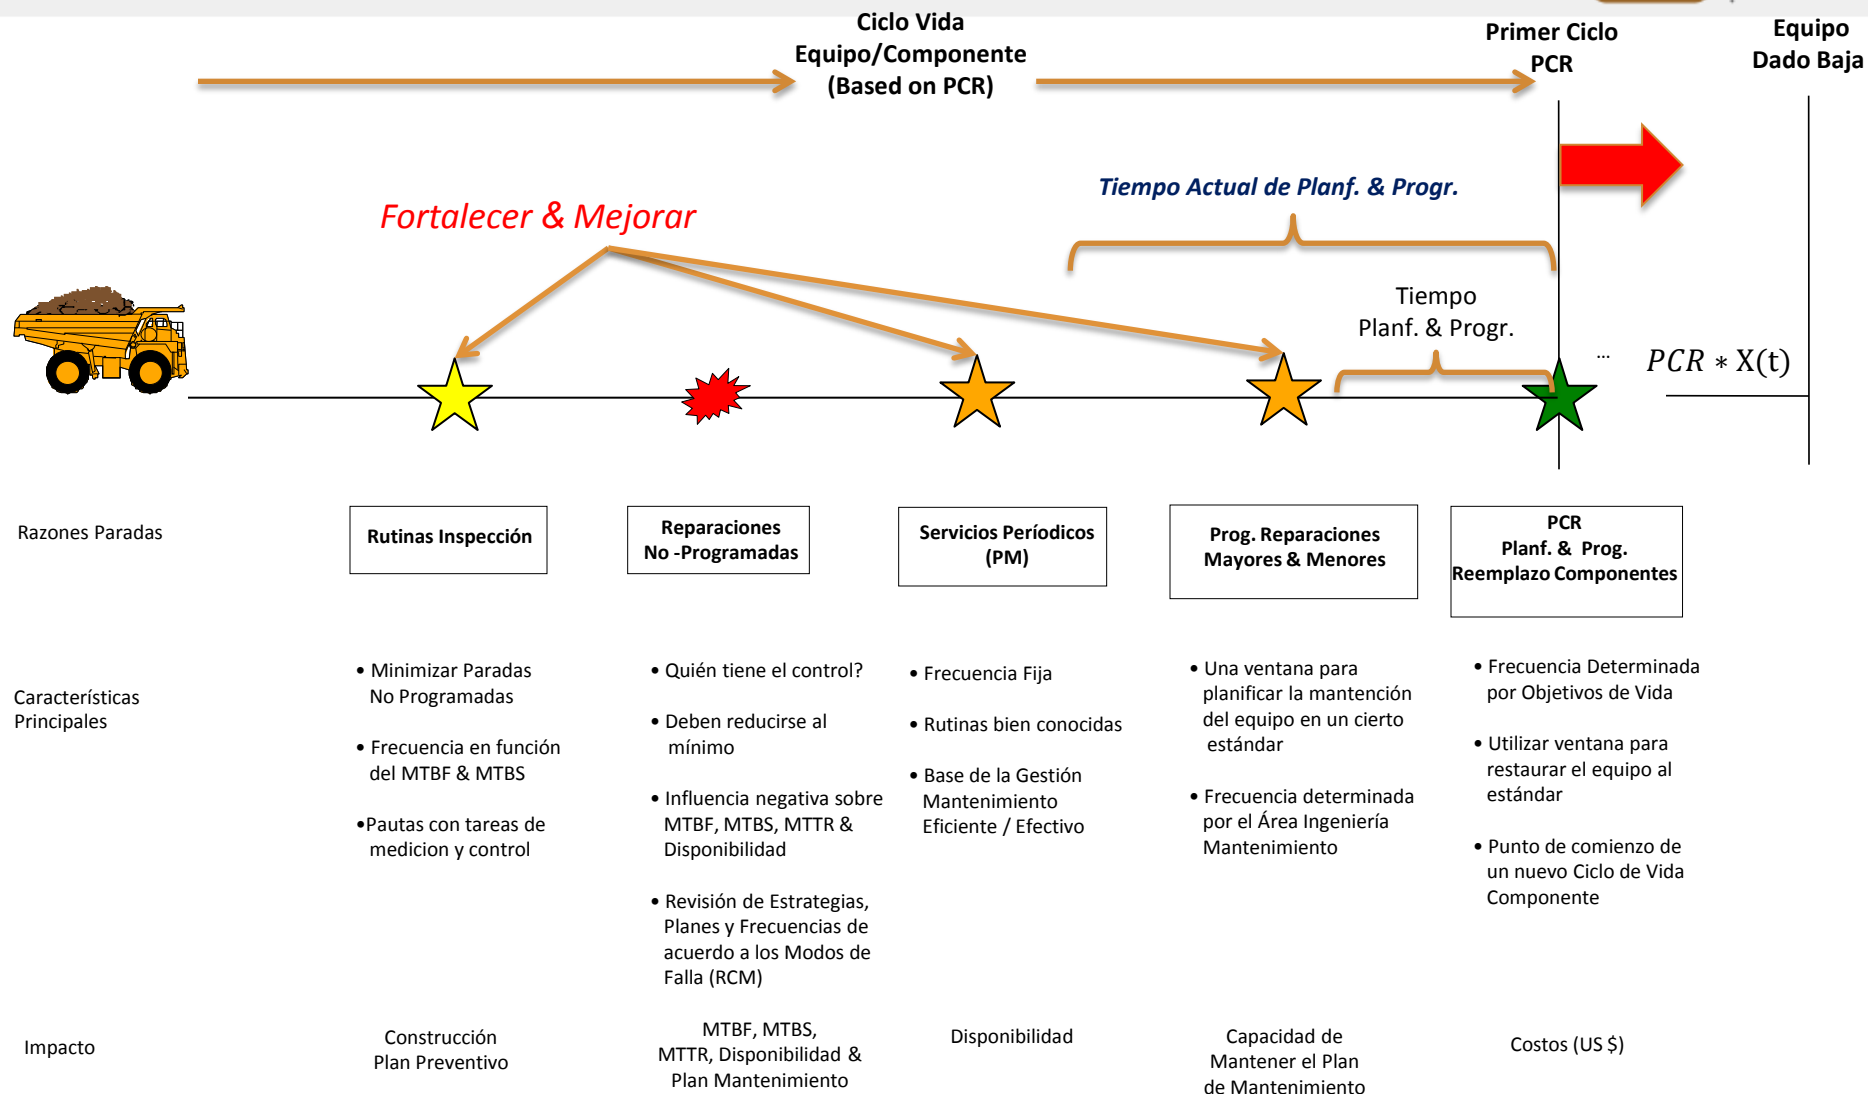 Ciclo Vida
Equipo/Componente
(Based on PCR)
Primer Ciclo
PCR
Equipo
Dado Baja
Tiempo Actual de Planf. & Progr.
Fortalecer & Mejorar
Tiempo
Planf. & Progr.
...
PCR * X(t)
Razones Paradas
Rutinas Inspección
Reparaciones
No -Programadas
Servicios Períodicos
(PM)
Prog. Reparaciones
Mayores & Menores
PCR
Planf. & Prog.
Reemplazo Componentes
Característícas
Principales
• Minimizar Paradas
No Programadas
• Frecuencia en función
del MTBF & MTBS
•Pautas con tareas de
medicion y control
• Quién tiene el control?
• Deben reducirse al
mínimo
• Influencia negativa sobre
MTBF, MTBS, MTTR &
Disponibilidad
• Revisión de Estrategias,
Planes y Frecuencias de
acuerdo a los Modos de
Falla (RCM)
• Frecuencia Fija
• Rutinas bien conocidas
• Base de la Gestión
Mantenimiento
Eficiente / Efectivo
• Una ventana para
planificar la mantención
del equipo en un cierto
estándar
• Frecuencia determinada
por el Área Ingeniería
Mantenimiento
• Frecuencia Determinada
por Objetivos de Vida
• Utilizar ventana para
restaurar el equipo al
estándar
• Punto de comienzo de
un nuevo Ciclo de Vida
Componente
Impacto
Construcción
Plan Preventivo
MTBF, MTBS,
MTTR, Disponibilidad &
Plan Mantenimiento
Disponibilidad
Capacidad de
Mantener el Plan
de Mantenimiento
Costos (US $)